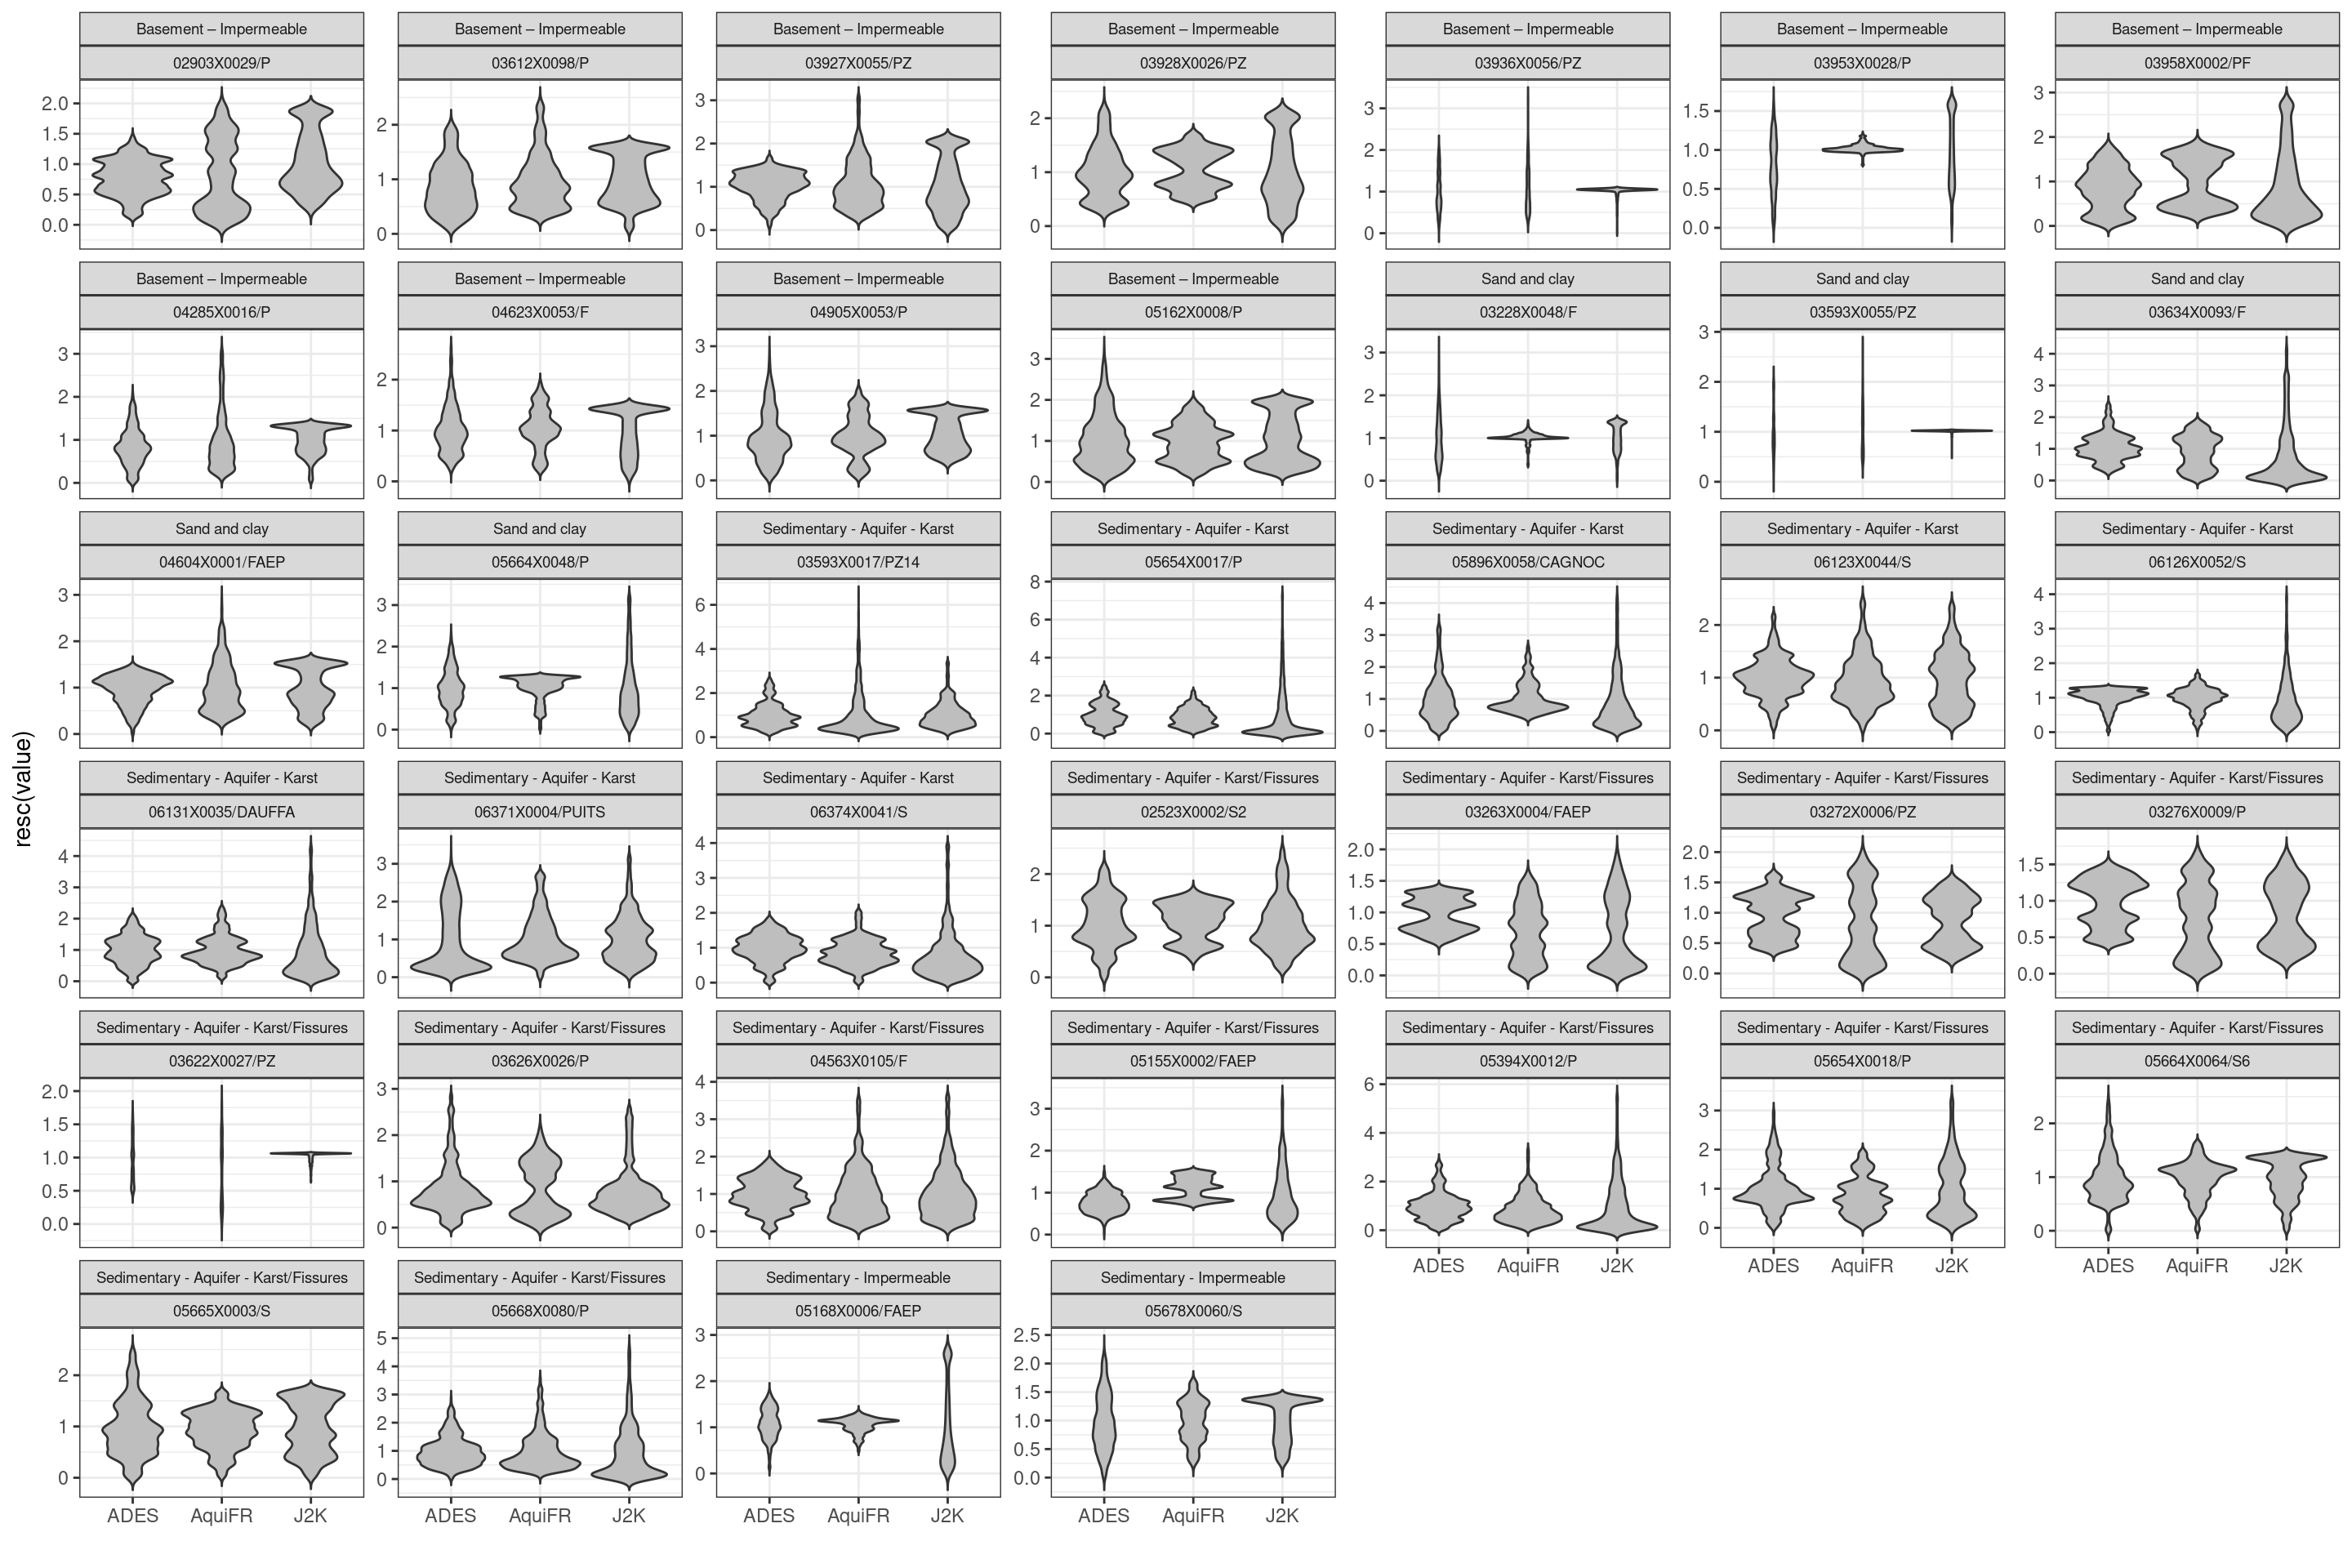 Basement – Impermeable Basement – Impermeable Basement – Impermeable Basement – Impermeable Basement – Impermeable Basement – Impermeable Basement – Impermeable
02903X0029/P 03612X0098/P 03927X0055/PZ 03928X0026/PZ 03936X0056/PZ 03953X0028/P 03958X0002/PF
2.0 1.5 1.0 0.5 0.0
2 1 0
3 2 1 0
2 1 0
3 2 1 0
1.5 1.0 0.5 0.0
3 2 1 0
Basement – Impermeable Basement – Impermeable Basement – Impermeable Basement – Impermeable Sand and clay Sand and clay Sand and clay
04285X0016/P 04623X0053/F 04905X0053/P 05162X0008/P 03228X0048/F 03593X0055/PZ 03634X0093/F
3 2 1 0
2 1 0
3 2 1 0
3 2 1 0
3 2 1 0
3 2 1 0
4 3 2 1 0
Sand and clay Sand and clay Sedimentary - Aquifer - Karst Sedimentary - Aquifer - Karst Sedimentary - Aquifer - Karst Sedimentary - Aquifer - Karst Sedimentary - Aquifer - Karst
04604X0001/FAEP 05664X0048/P 03593X0017/PZ14 05654X0017/P 05896X0058/CAGNOC 06123X0044/S 06126X0052/S
3 2 1 0
3 2 1 0
6 4 2 0
8 6 4 2 0
4 3 2 1 0
2 1 0
4 3 2 1 0
resc(value)
Sedimentary - Aquifer - Karst Sedimentary - Aquifer - Karst Sedimentary - Aquifer - Karst Sedimentary - Aquifer - Karst/Fissures Sedimentary - Aquifer - Karst/Fissures Sedimentary - Aquifer - Karst/Fissures Sedimentary - Aquifer - Karst/Fissures
06131X0035/DAUFFA 06371X0004/PUITS 06374X0041/S 02523X0002/S2 03263X0004/FAEP 03272X0006/PZ 03276X0009/P
4 3 2 1 0
3 2 1 0
4 3 2 1 0
2 1 0
2.0 1.5 1.0 0.5 0.0
2.0 1.5 1.0 0.5 0.0
1.5 1.0 0.5 0.0
Sedimentary - Aquifer - Karst/Fissures Sedimentary - Aquifer - Karst/Fissures Sedimentary - Aquifer - Karst/Fissures Sedimentary - Aquifer - Karst/Fissures Sedimentary - Aquifer - Karst/Fissures Sedimentary - Aquifer - Karst/Fissures Sedimentary - Aquifer - Karst/Fissures
03622X0027/PZ 03626X0026/P 04563X0105/F 05155X0002/FAEP 05394X0012/P 05654X0018/P 05664X0064/S6
2.0 1.5 1.0 0.5 0.0
3 2 1 0
4 3 2 1 0
3 2 1 0
6 4 2 0
3 2 1 0
2 1 0
ADES AquiFR J2K ADES AquiFR J2K ADES AquiFR J2K
Sedimentary - Aquifer - Karst/Fissures Sedimentary - Aquifer - Karst/Fissures Sedimentary - Impermeable Sedimentary - Impermeable
05665X0003/S 05668X0080/P 05168X0006/FAEP 05678X0060/S
2 1 0
5 4 3 2 1 0
3 2 1 0
2.5 2.0 1.5 1.0 0.5 0.0
ADES AquiFR J2K ADES AquiFR J2K ADES AquiFR J2K ADES AquiFR J2K